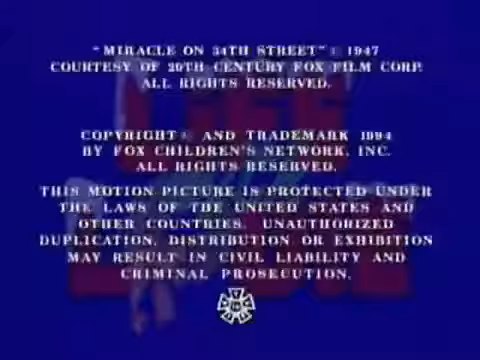 "MIRACLE ON 34TH STREET" © 1947
COURTESY OF 20TH CENTURY FOX FILM CORP.
ALL RIGHTS RESERVED.
COPYRIGHT © AND TRADEMARK 1994
BY FOX CHILDREN'S NETWORK, INC.
ALL RIGHTS RESERVED.
THIS MOTION PICTURE IS PROTECTED UNDER
THE LAWS OF THE UNITED STATES AND
OTHER COUNTRIES. UNAUTHORIZED
DUPLICATION, DISTRIBUTION OR EXHIBITION
MAY RESULT IN CIVIL LIABILITY AND
CRIMINAL PROSECUTION.